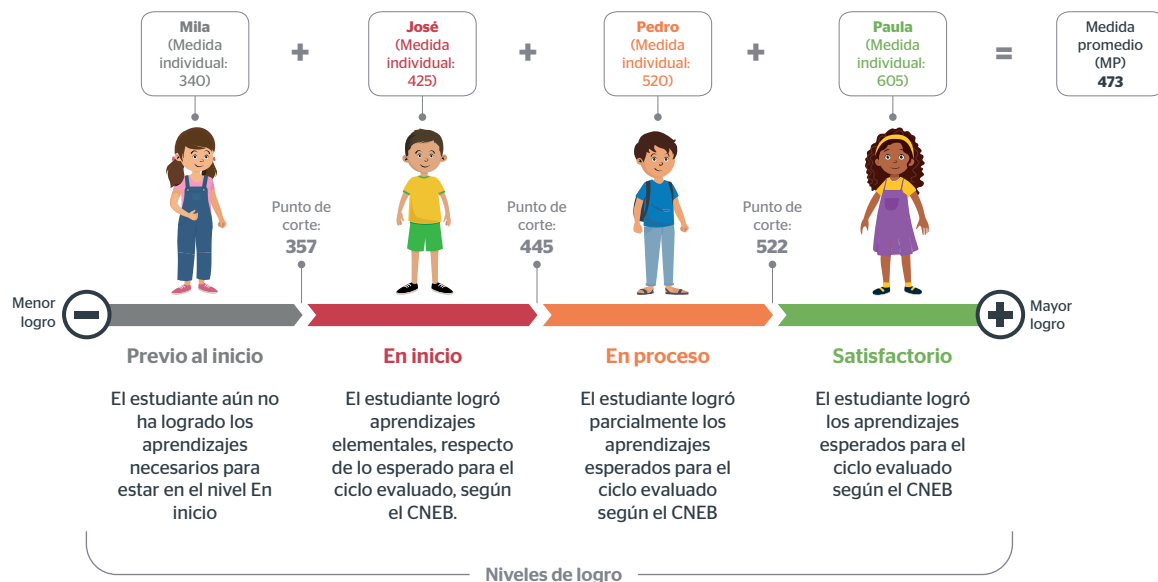 Mila
(Medida
individual:
340)
+
José
(Medida
individual:
425)
+
Pedro
(Medida
individual:
520)
+
Paula
(Medida
individual:
605)
=
Medida
promedio
(MP)
473
Punto de
corte:
357
Punto de
corte:
445
Punto de
corte:
522
Menor
logro
Mayor
logro
Previo al inicio
El estudiante aún no
ha logrado los
aprendizajes
necesarios para
estar en el nivel En
inicio
En inicio
El estudiante logró
aprendizajes
elementales, respecto
de lo esperado para el
ciclo evaluado, según
el CNEB.
En proceso
El estudiante logró
parcialmente los
aprendizajes
esperados para el
ciclo evaluado
según el CNEB
Satisfactorio
El estudiante logró
los aprendizajes
esperados para el
ciclo evaluado
según el CNEB
Niveles de logro